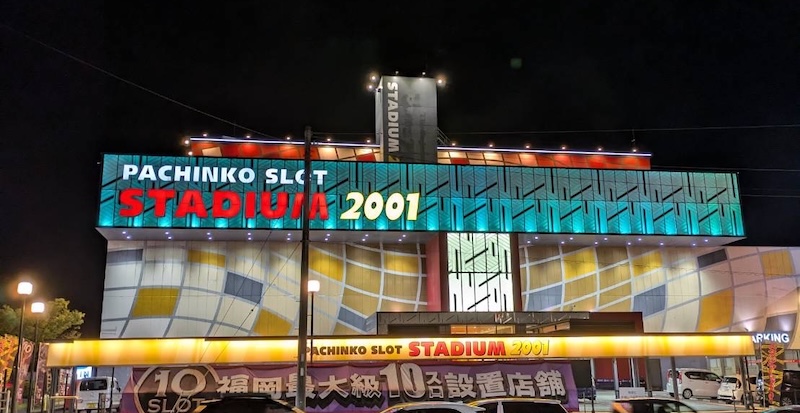 STADIUM 2
PACHINKO SLOT
STADIUM 2001
PACHINKO SLOT STADIUM 2001
PARKING
10
SLOT
福岡最大級10スロ設置店舗